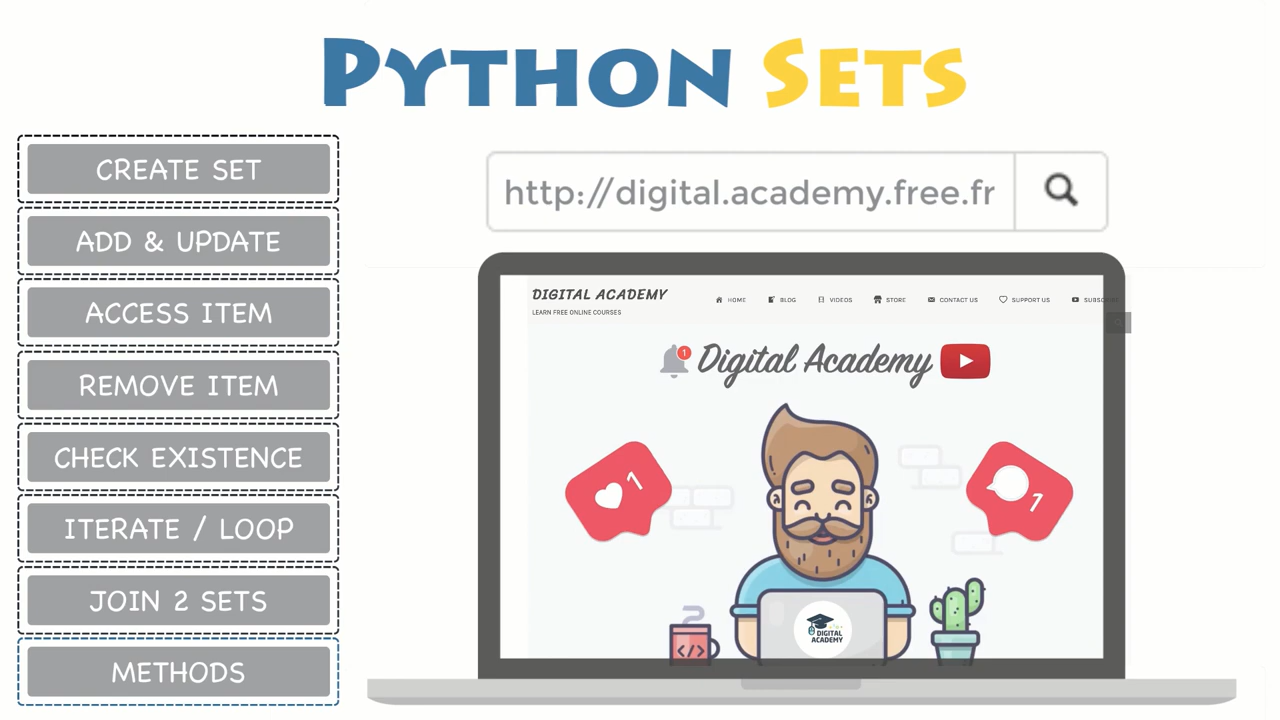 PYTHON SETS
CREATE SET
ADD & UPDATE
ACCESS ITEM
REMOVE ITEM
CHECK EXISTENCE
ITERATE / LOOP
JOIN 2 SETS
METHODS
http://digital.academy.free.fr
DIGITAL ACADEMY
LEARN FREE ONLINE COURSES
HOME BLOG VIDEOS STORE CONTACT US SUPPORT US SUBSCRIBE
1 Digital Academy
1
1
</>
DIGITAL
ACADEMY